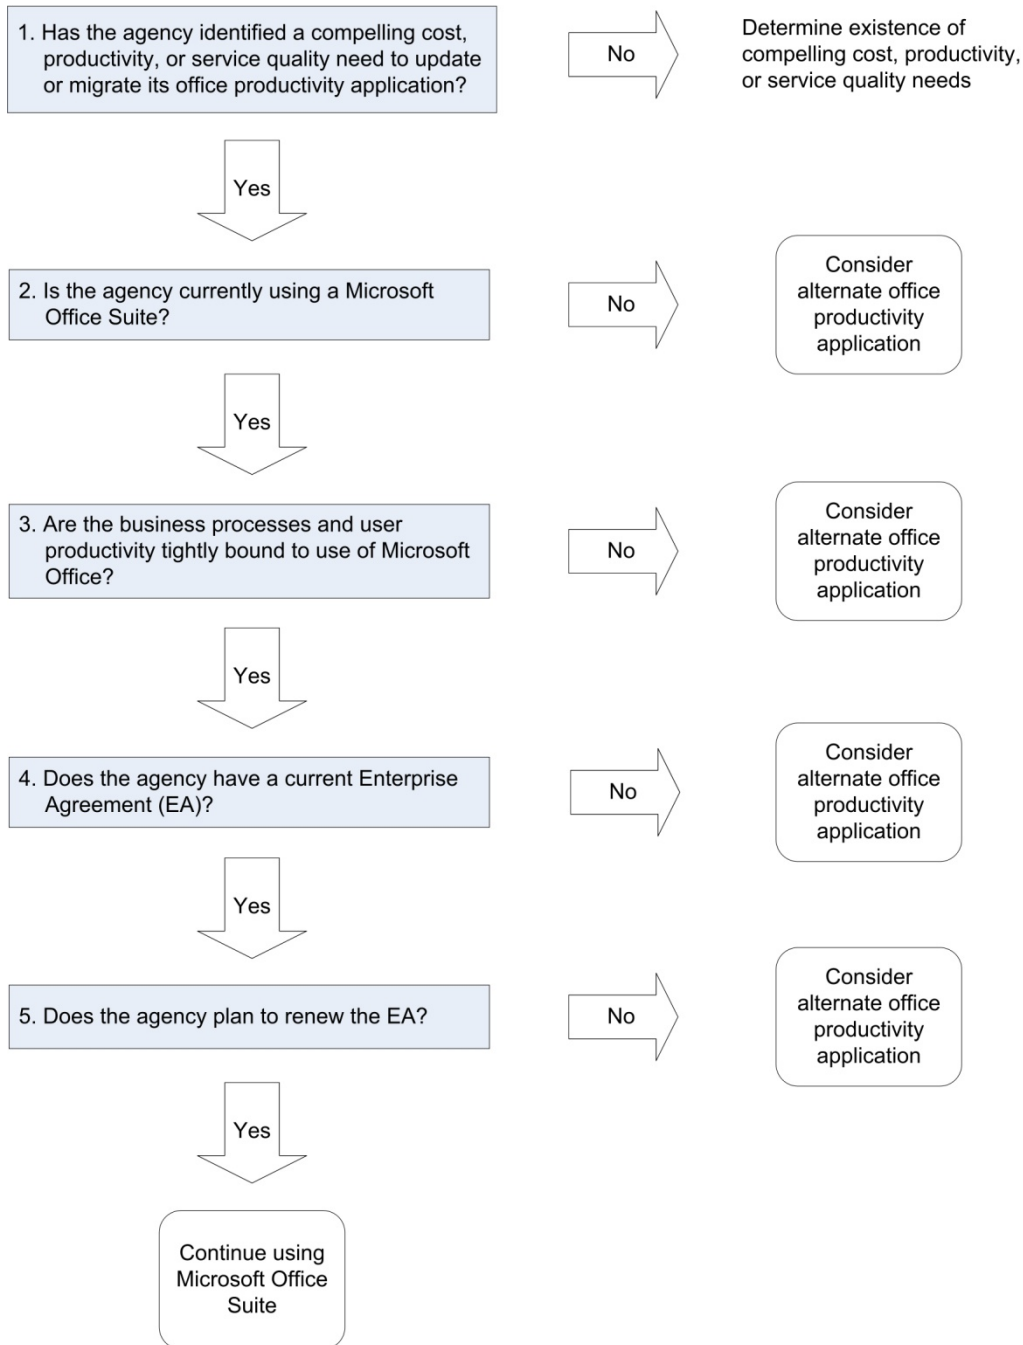 1. Has the agency identified a compelling cost,
productivity, or service quality need to update
or migrate its office productivity application?
No
Determine existence of
compelling cost, productivity,
or service quality needs
Yes
2. Is the agency currently using a Microsoft
Office Suite?
No
Consider
alternate office
productivity
application
Yes
3. Are the business processes and user
productivity tightly bound to use of Microsoft
Office?
No
Consider
alternate office
productivity
application
Yes
4. Does the agency have a current Enterprise
Agreement (EA)?
No
Consider
alternate office
productivity
application
Yes
5. Does the agency plan to renew the EA?
No
Consider
alternate office
productivity
application
Yes
Continue using
Microsoft Office
Suite